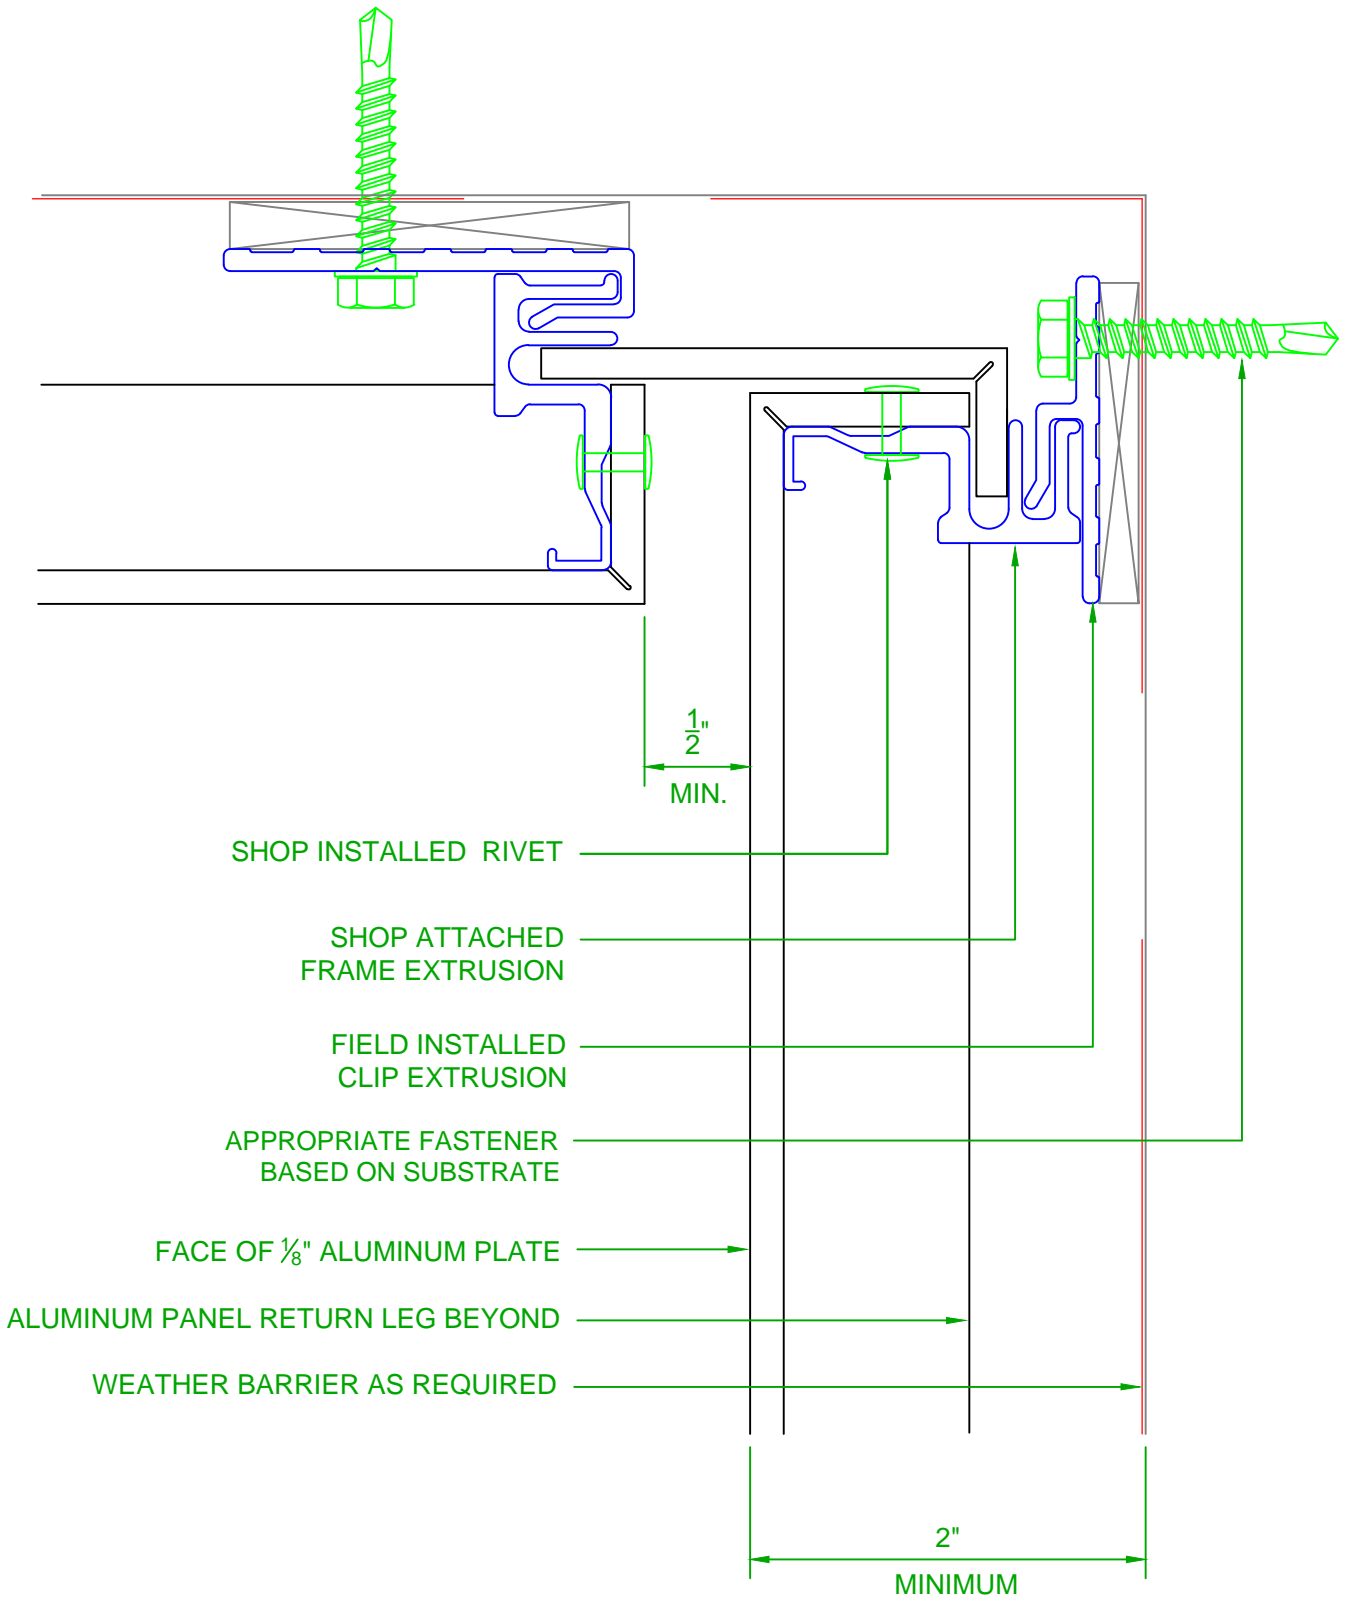 1/2"
MIN.
SHOP INSTALLED RIVET
SHOP ATTACHED
FRAME EXTRUSION
FIELD INSTALLED
CLIP EXTRUSION
APPROPRIATE FASTENER
BASED ON SUBSTRATE
FACE OF 1/8" ALUMINUM PLATE
ALUMINUM PANEL RETURN LEG BEYOND
WEATHER BARRIER AS REQUIRED
2"
MINIMUM